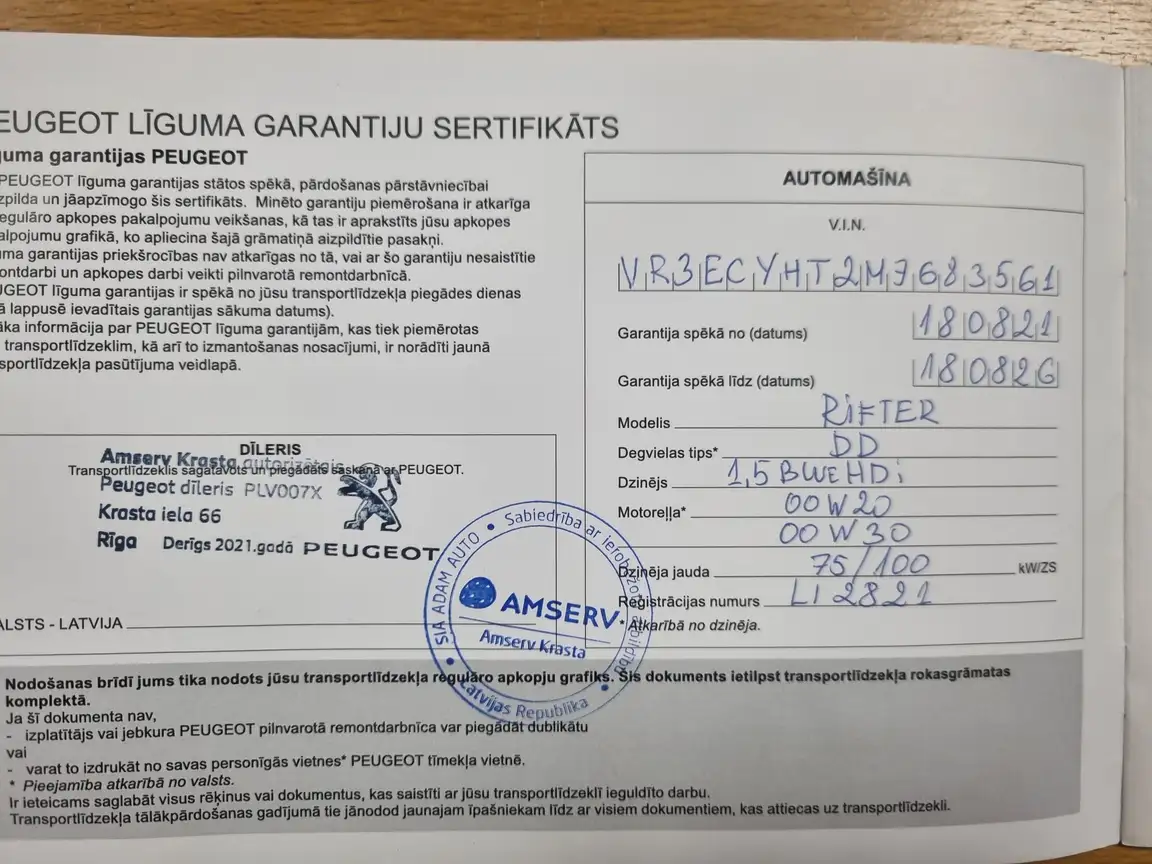 EUGEOT LĪGUMA GARANTIJU SERTIFIKĀTS
guma garantijas PEUGEOT
PEUGEOT līguma garantijas stātos spēkā, pārdošanas pārstāvniecībai
zpilda un jāapzīmogo šis sertifikāts. Minēto garantiju piemērošana ir atkarīga
egulāro apkopes pakalpojumu veikšanas, kā tas ir aprakstīts jūsu apkopes
alpojumu grafikā, ko apliecina šajā grāmatiņā aizpildītie pasakņi.
uma garantijas priekšrocības nav atkarīgas no tā, vai ar šo garantiju nesaistītie
ontdarbi un apkopes darbi veikti pilnvarotā remontdarbnīcā.
JGEOT līguma garantijas ir spēkā no jūsu transportlīdzekļa piegādes dienas
ā lappusē ievadītais garantijas sākuma datums).
āka informācija par PEUGEOT līguma garantijām, kas tiek piemērotas
transportlīdzeklim, kā arī to izmantošanas nosacījumi, ir norādīti jaunā
sportlīdzekļa pasūtījuma veidlapā.
AUTOMAŠĪNA
V.I.N.
VR3ECYHT2MJ683561
Garantija spēkā no (datums) 180821
Garantija spēkā līdz (datums) 180826
Modelis RIFTER
Degvielas tips* DD
Dzinējs 1,5 BlueHDi
Motoreļļa* 00W20
00W30
Dzinēja jauda 75/100 kW/ZS
Reģistrācijas numurs LI2821
*Atkarībā no dzinēja.
DĪLERIS
Transportlīdzeklis sagatavots un piegādāts saskaņā ar PEUGEOT.
Amserv Krasta autorizētais
Peugeot dīleris PLV007X
Krasta iela 66
Rīga Derīgs 2021.gadā PEUGEOT
SIA ADAM AUTO • Sabiedrība ar ierobežotu atbildību • Latvijas Republika •
AMSERV
Amserv Krasta
ALSTS - LATVIJA
Nodošanas brīdī jums tika nodots jūsu transportlīdzekļa regulāro apkopju grafiks. Šis dokuments ietilpst transportlīdzekļa rokasgrāmatas
komplektā.
Ja šī dokumenta nav,
- izplatītājs vai jebkura PEUGEOT pilnvarotā remontdarbnīca var piegādāt dublikātu
vai
- varat to izdrukāt no savas personīgās vietnes* PEUGEOT tīmekļa vietnē.
* Pieejamība atkarībā no valsts.
Ir ieteicams saglabāt visus rēķinus vai dokumentus, kas saistīti ar jūsu transportlīdzeklī ieguldīto darbu.
Transportlīdzekļa tālākpārdošanas gadījumā tie jānodod jaunajam īpašniekam līdz ar visiem dokumentiem, kas attiecas uz transportlīdzekli.